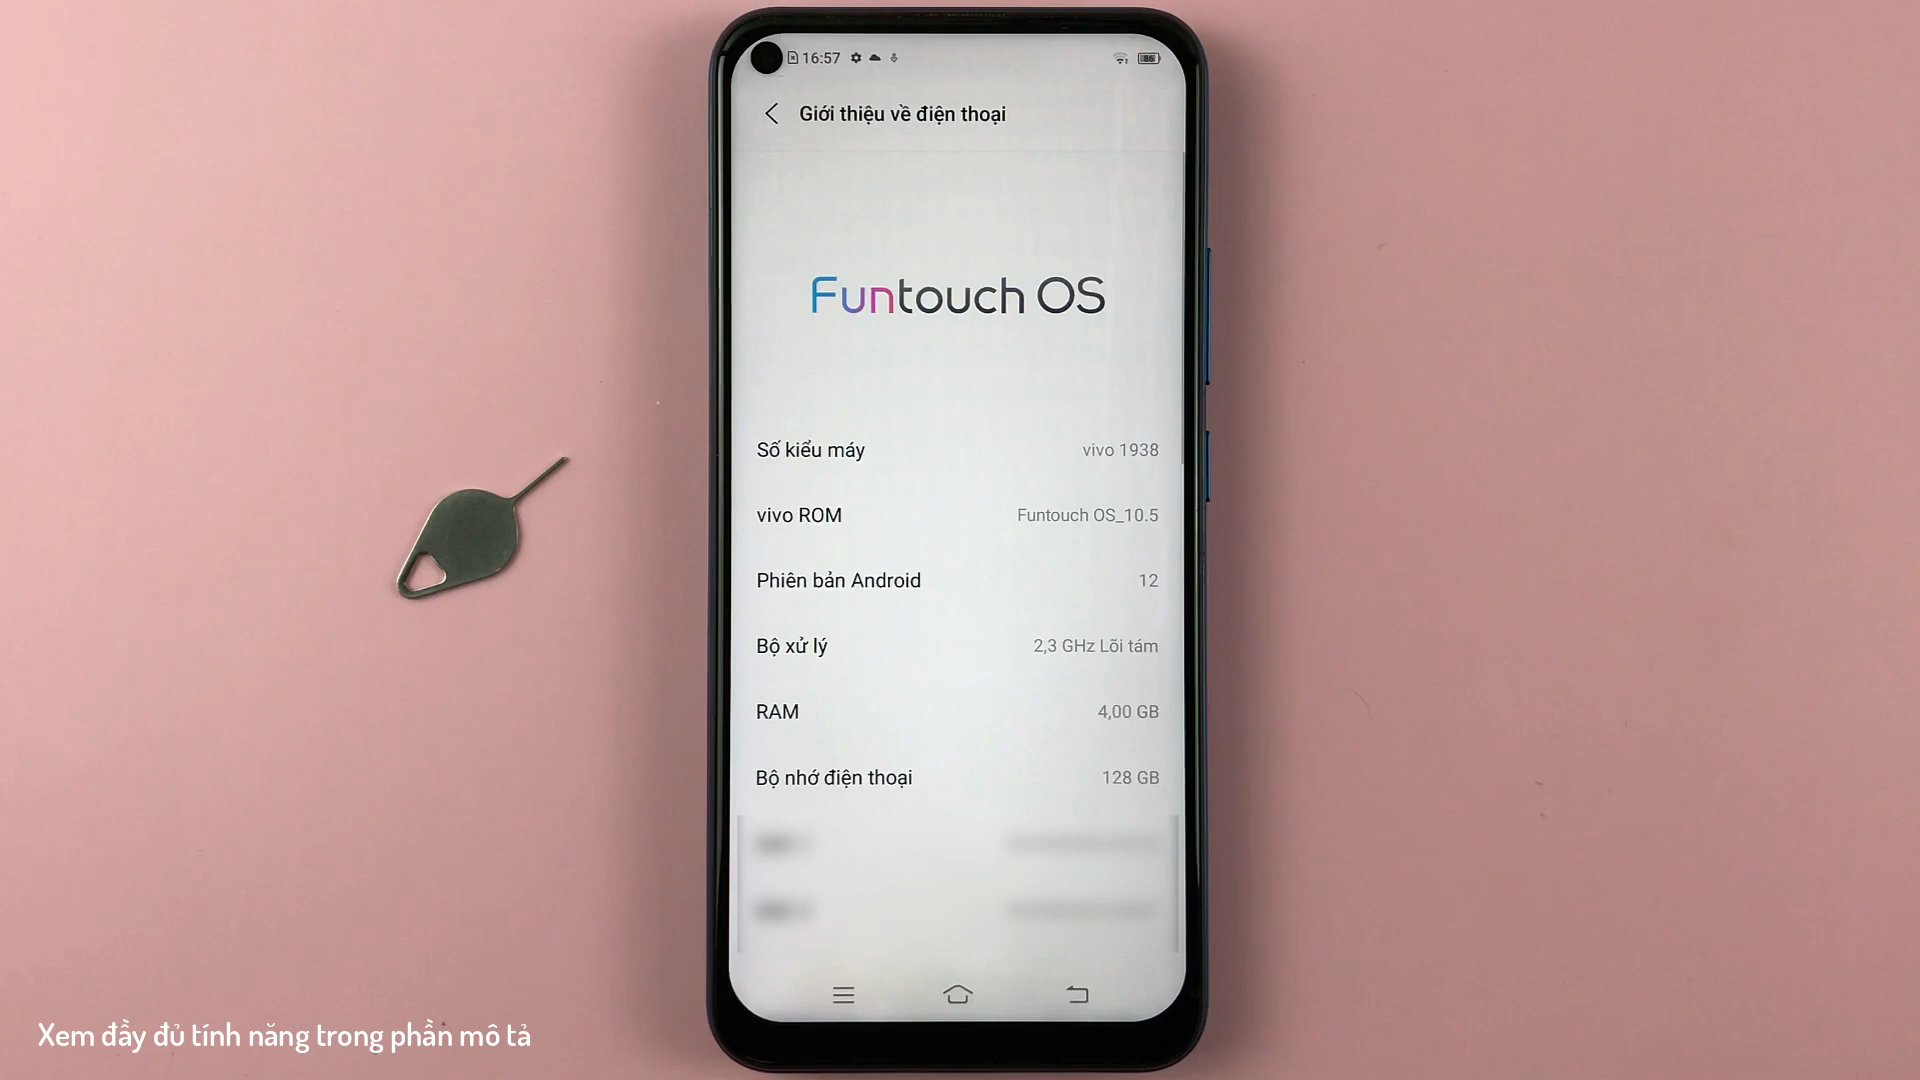 16:57
86
Giới thiệu về điện thoại
Funtouch OS
Số kiểu máy vivo 1938
vivo ROM Funtouch OS_10.5
Phiên bản Android 12
Bộ xử lý 2,3 GHz Lõi tám
RAM 4,00 GB
Bộ nhớ điện thoại 128 GB
Xem đầy đủ tính năng trong phần mô tả